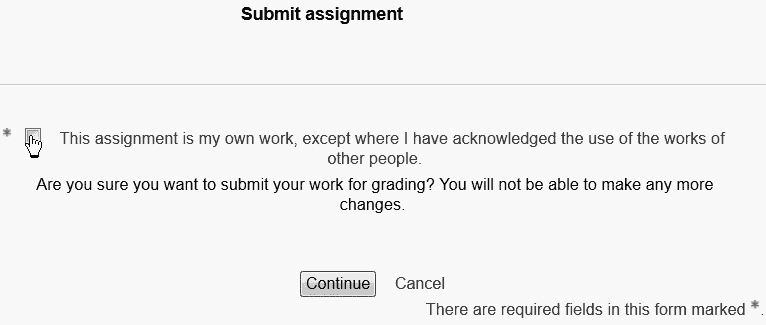 Submit assignment
* This assignment is my own work, except where I have acknowledged the use of the works of
other people.
Are you sure you want to submit your work for grading? You will not be able to make any more
changes.
Continue Cancel
There are required fields in this form marked *.